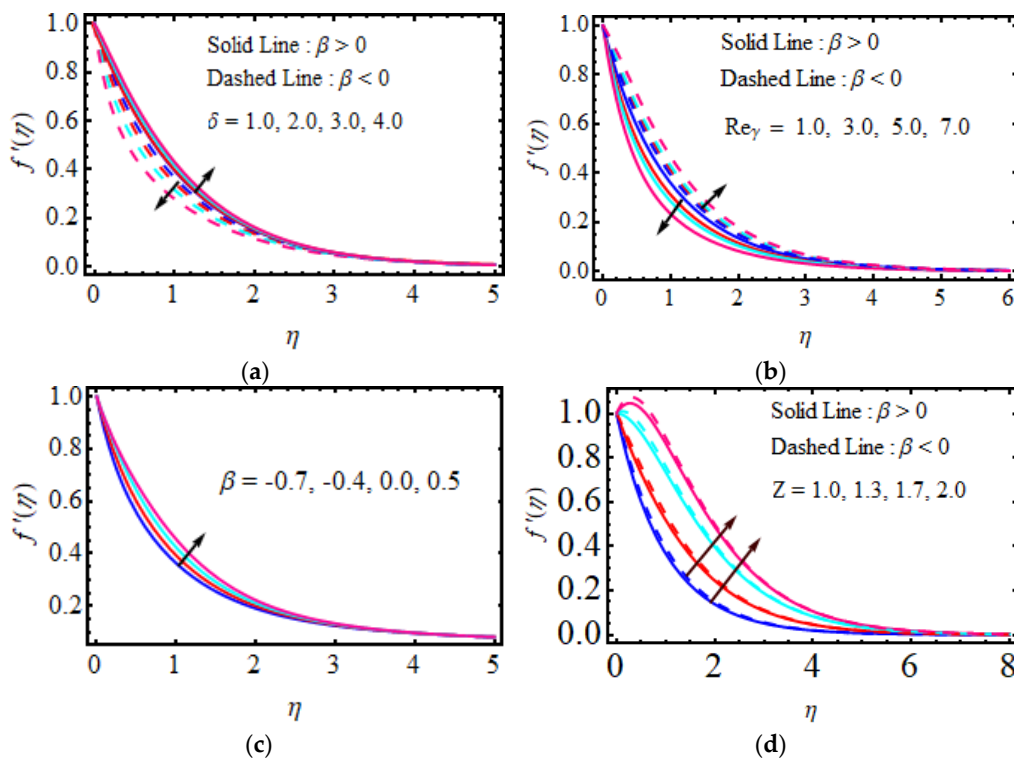 1.0
0.8
0.6
0.4
0.2
0.0
f '(η)
Solid Line : β > 0
Dashed Line : β < 0
δ = 1.0, 2.0, 3.0, 4.0
0 1 2 3 4 5
η
(a)
1.0
0.8
0.6
0.4
0.2
0.0
f '(η)
Solid Line : β > 0
Dashed Line : β < 0
Reγ = 1.0, 3.0, 5.0, 7.0
0 1 2 3 4 5 6
η
(b)
1.0
0.8
0.6
0.4
0.2
f '(η)
β = -0.7, -0.4, 0.0, 0.5
0 1 2 3 4 5
η
(c)
1.0
0.8
0.6
0.4
0.2
0.0
f '(η)
Solid Line : β > 0
Dashed Line : β < 0
Z = 1.0, 1.3, 1.7, 2.0
0 2 4 6 8
η
(d)